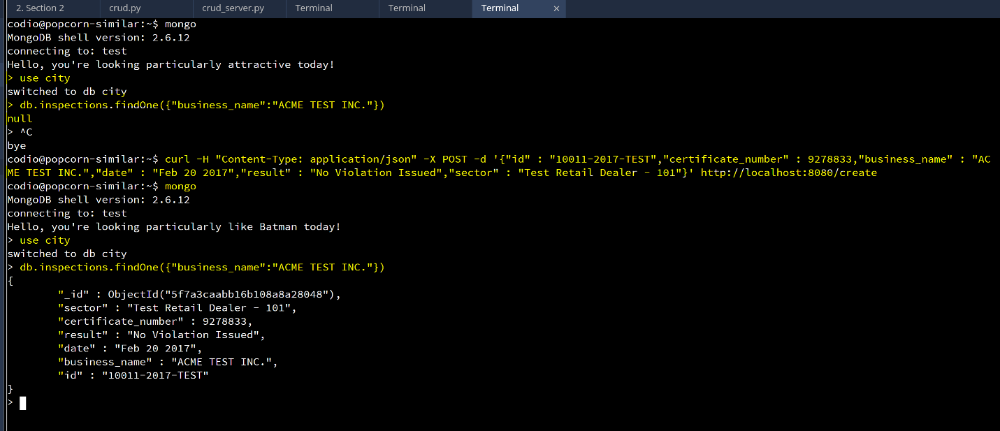 2. Section 2 crud.py crud_server.py Terminal Terminal Terminal ×
codio@popcorn-similar:~$ mongo
MongoDB shell version: 2.6.12
connecting to: test
Hello, you're looking particularly attractive today!
> use city
switched to db city
> db.inspections.findOne({"business_name":"ACME TEST INC."})
null
> ^C
bye
codio@popcorn-similar:~$ curl -H "Content-Type: application/json" -X POST -d '{"id" : "10011-2017-TEST","certificate_number" : 9278833,"business_name" : "AC
ME TEST INC.","date" : "Feb 20 2017","result" : "No Violation Issued","sector" : "Test Retail Dealer - 101"}' http://localhost:8080/create
codio@popcorn-similar:~$ mongo
MongoDB shell version: 2.6.12
connecting to: test
Hello, you're looking particularly like Batman today!
> use city
switched to db city
> db.inspections.findOne({"business_name":"ACME TEST INC."})
{
"_id" : ObjectId("5f7a3caabb16b108a8a28048"),
"sector" : "Test Retail Dealer - 101",
"certificate_number" : 9278833,
"result" : "No Violation Issued",
"date" : "Feb 20 2017",
"business_name" : "ACME TEST INC.",
"id" : "10011-2017-TEST"
}
>